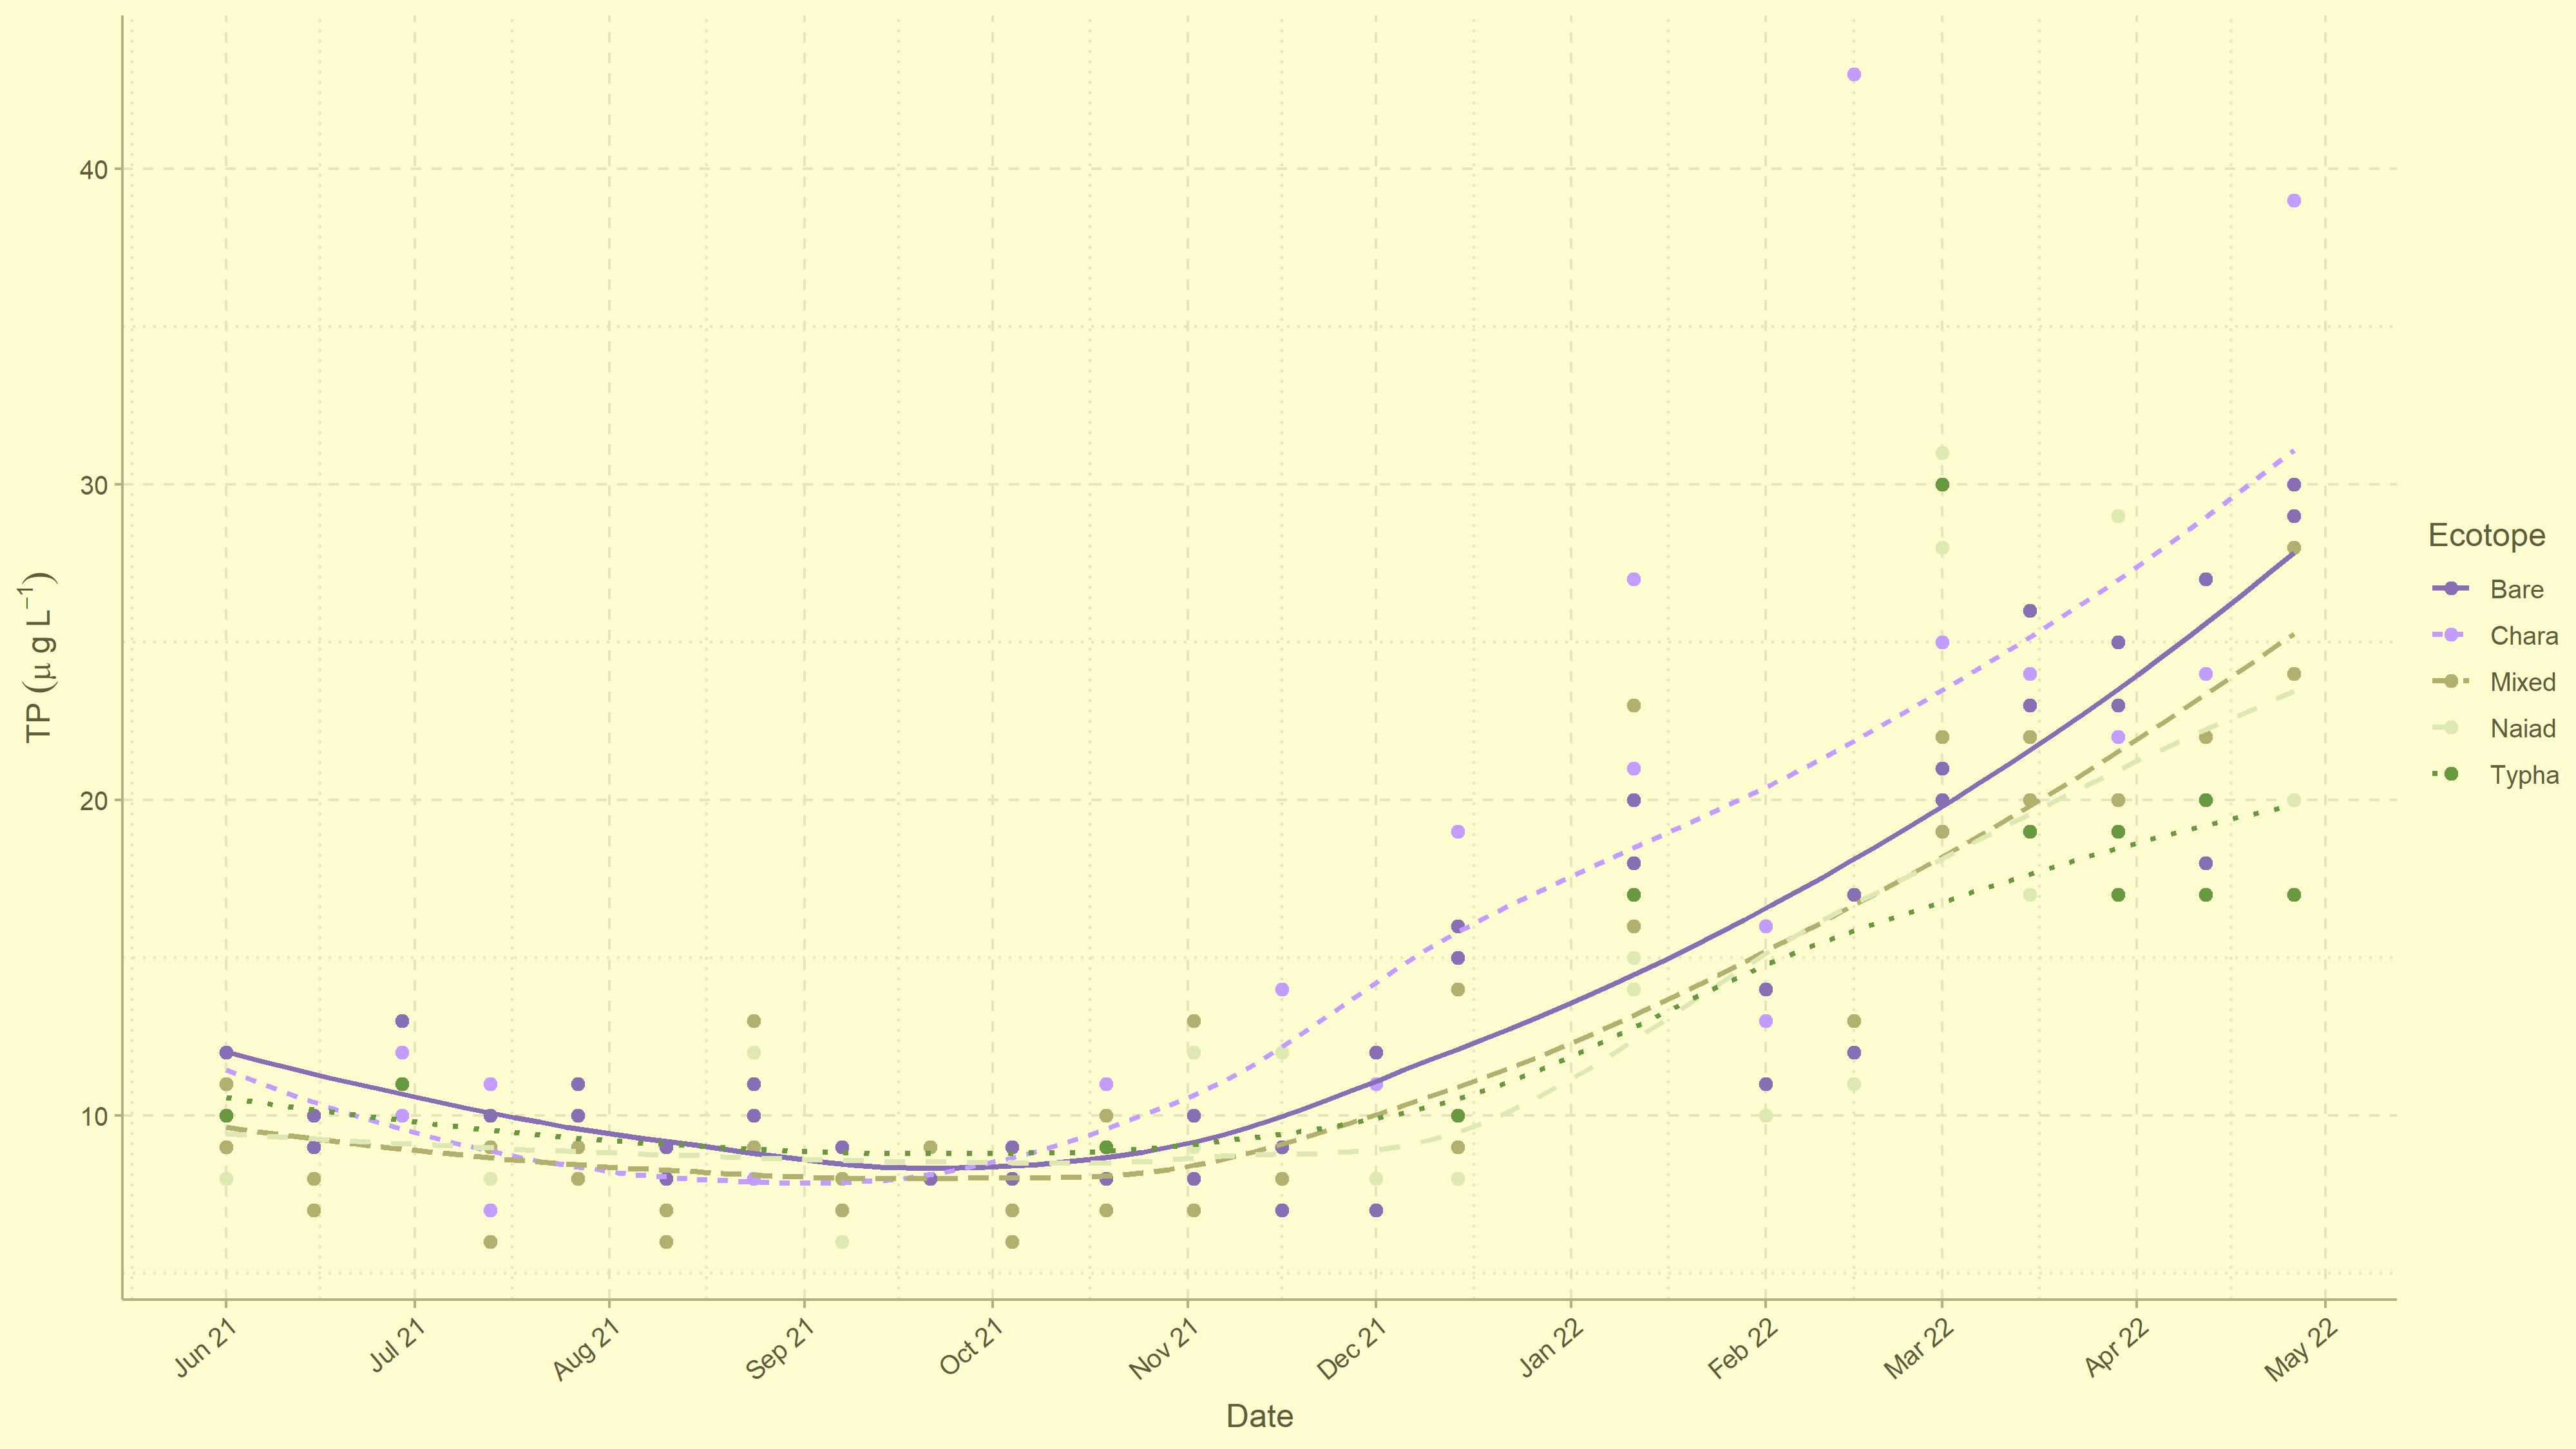 40
30
20
10
TP (μ g L⁻¹)
Jun 21
Jul 21
Aug 21
Sep 21
Oct 21
Nov 21
Dec 21
Jan 22
Feb 22
Mar 22
Apr 22
May 22
Date
Ecotope
Bare
Chara
Mixed
Naiad
Typha